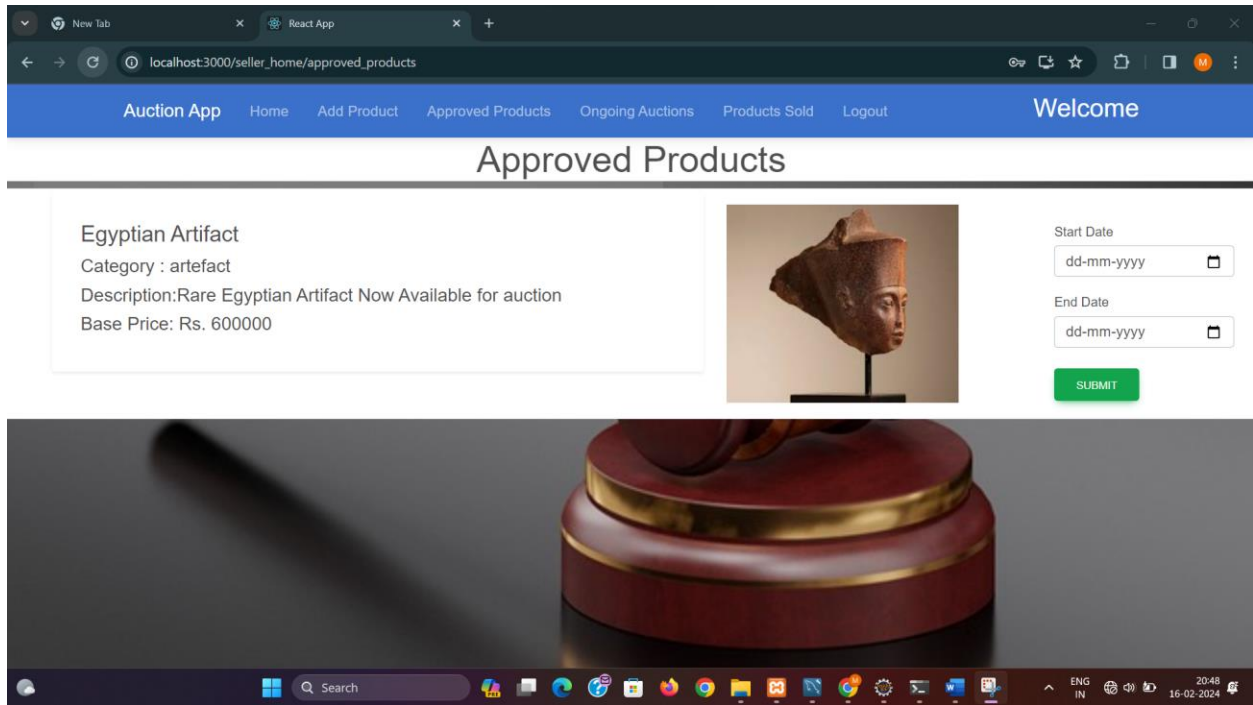 New Tab
React App
localhost:3000/seller_home/approved_products
M
Auction App Home Add Product Approved Products Ongoing Auctions Products Sold Logout Welcome
Approved Products
Egyptian Artifact
Category : artefact
Description:Rare Egyptian Artifact Now Available for auction
Base Price: Rs. 600000
Start Date
dd-mm-yyyy
End Date
dd-mm-yyyy
SUBMIT
Search
ENG
IN
20:48
16-02-2024